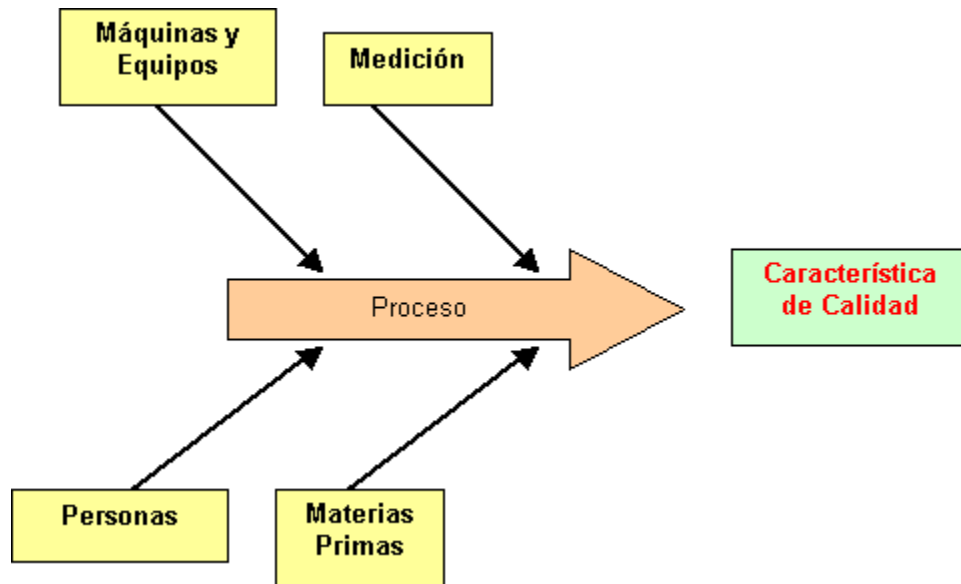 Máquinas y
Equipos
Medición
Proceso
Característica
de Calidad
Personas
Materias
Primas